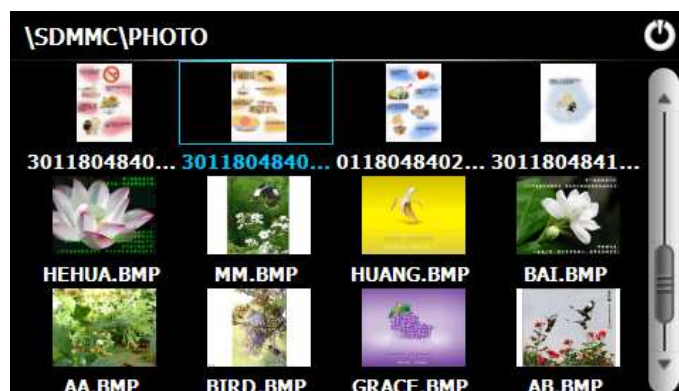 \SDMMC\PHOTO
3011804840... 3011804840... 0118048402... 3011804841...
HEHUA.BMP MM.BMP HUANG.BMP BAI.BMP
AA.BMP BIRD.BMP GRACE.BMP AB.BMP